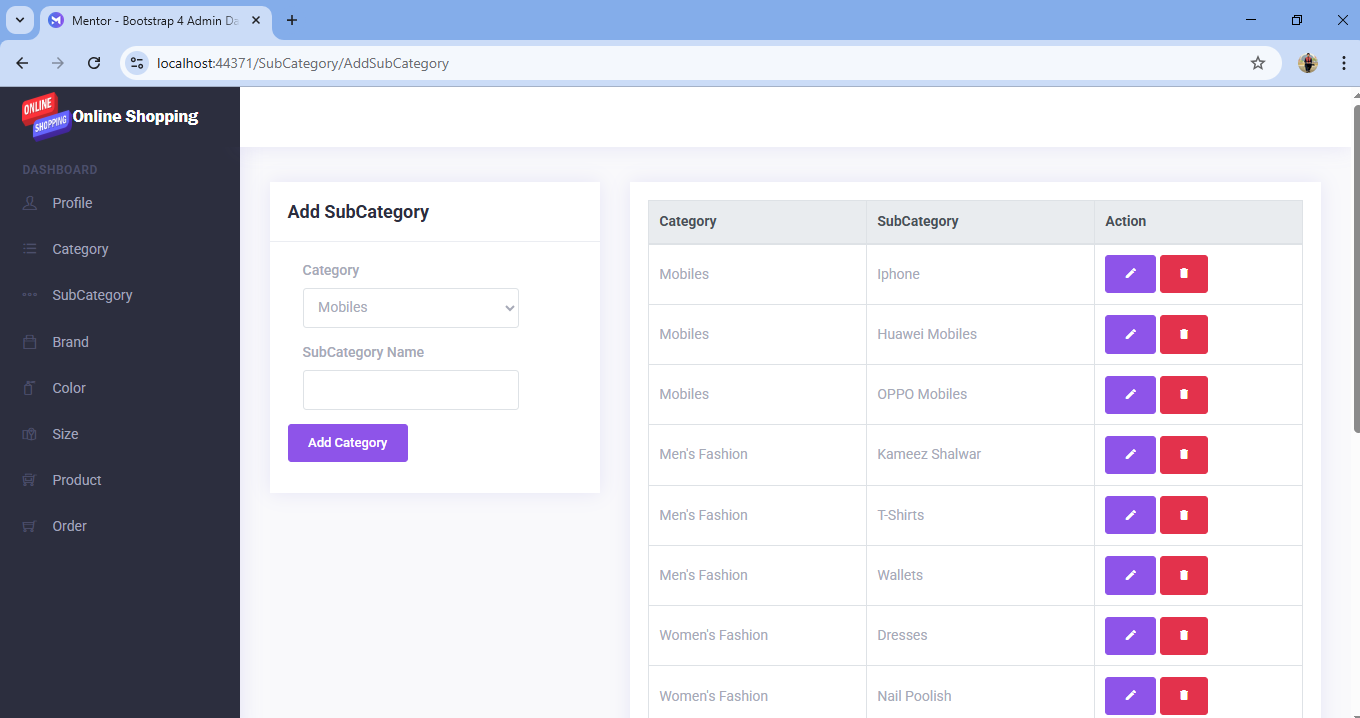 Mentor - Bootstrap 4 Admin Da
localhost:44371/SubCategory/AddSubCategory
ONLINE
SHOPPING
Online Shopping
DASHBOARD
Profile
Category
SubCategory
Brand
Color
Size
Product
Order
Add SubCategory
Category
Mobiles
SubCategory Name
Add Category
Category SubCategory Action
Mobiles Iphone
Mobiles Huawei Mobiles
Mobiles OPPO Mobiles
Men's Fashion Kameez Shalwar
Men's Fashion T-Shirts
Men's Fashion Wallets
Women's Fashion Dresses
Women's Fashion Nail Poolish